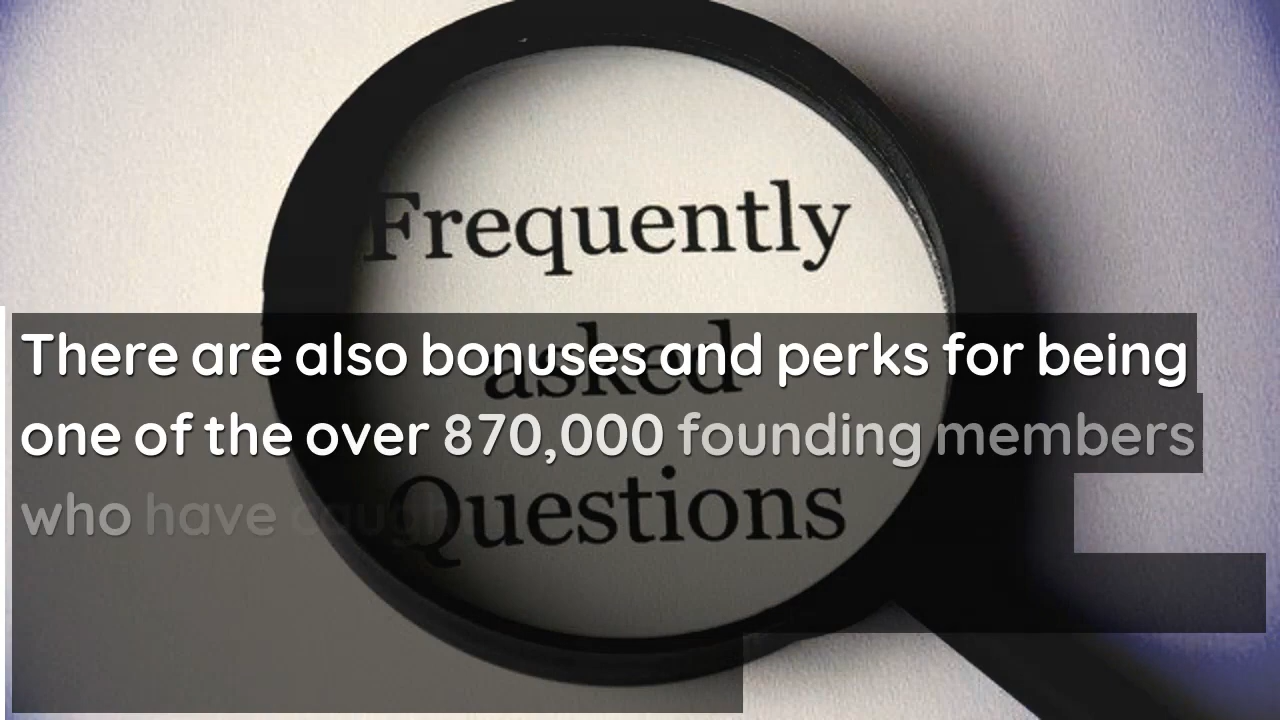 Frequently
asked
Questions
There are also bonuses and perks for being
one of the over 870,000 founding members
who have